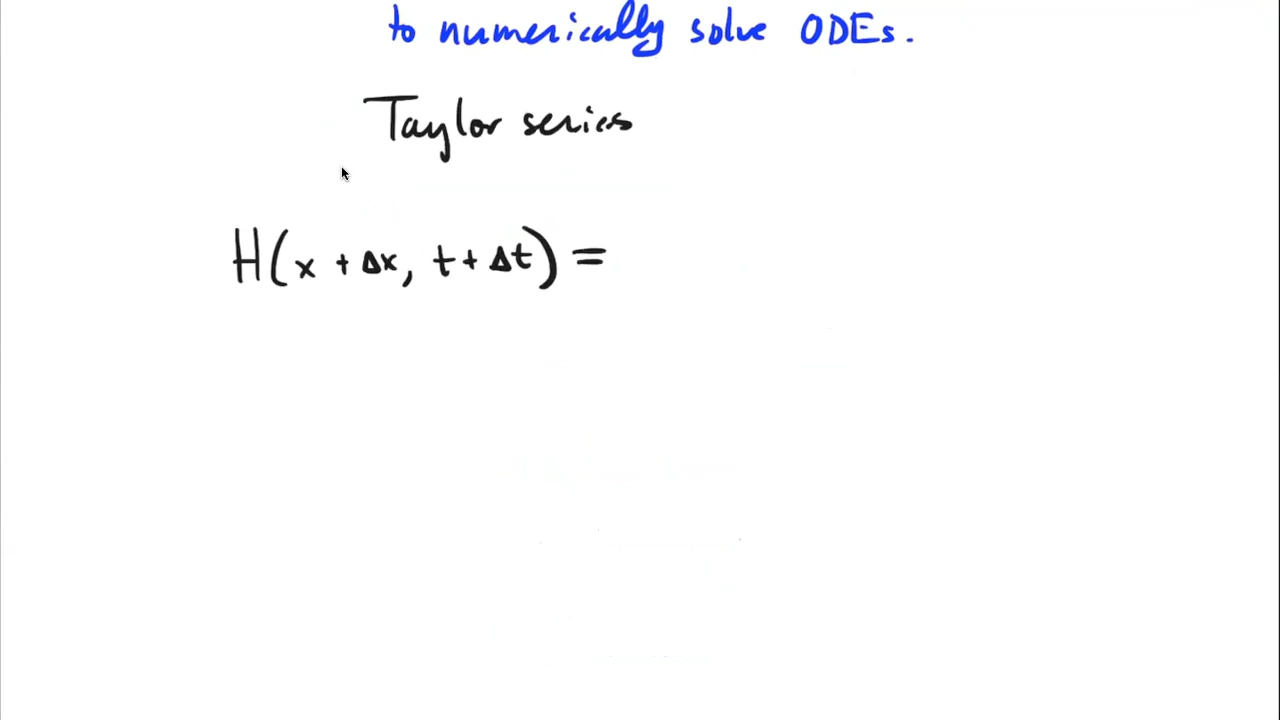 to numerically solve ODEs.
Taylor series
H(x + Δx, t + Δt) =